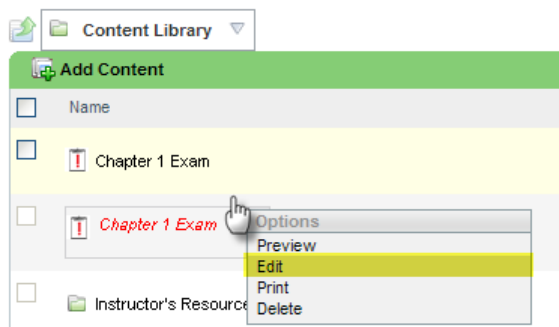 Content Library
Add Content
Name
Chapter 1 Exam
Chapter 1 Exam
Options
Preview
Edit
Print
Delete
Instructor's Resource